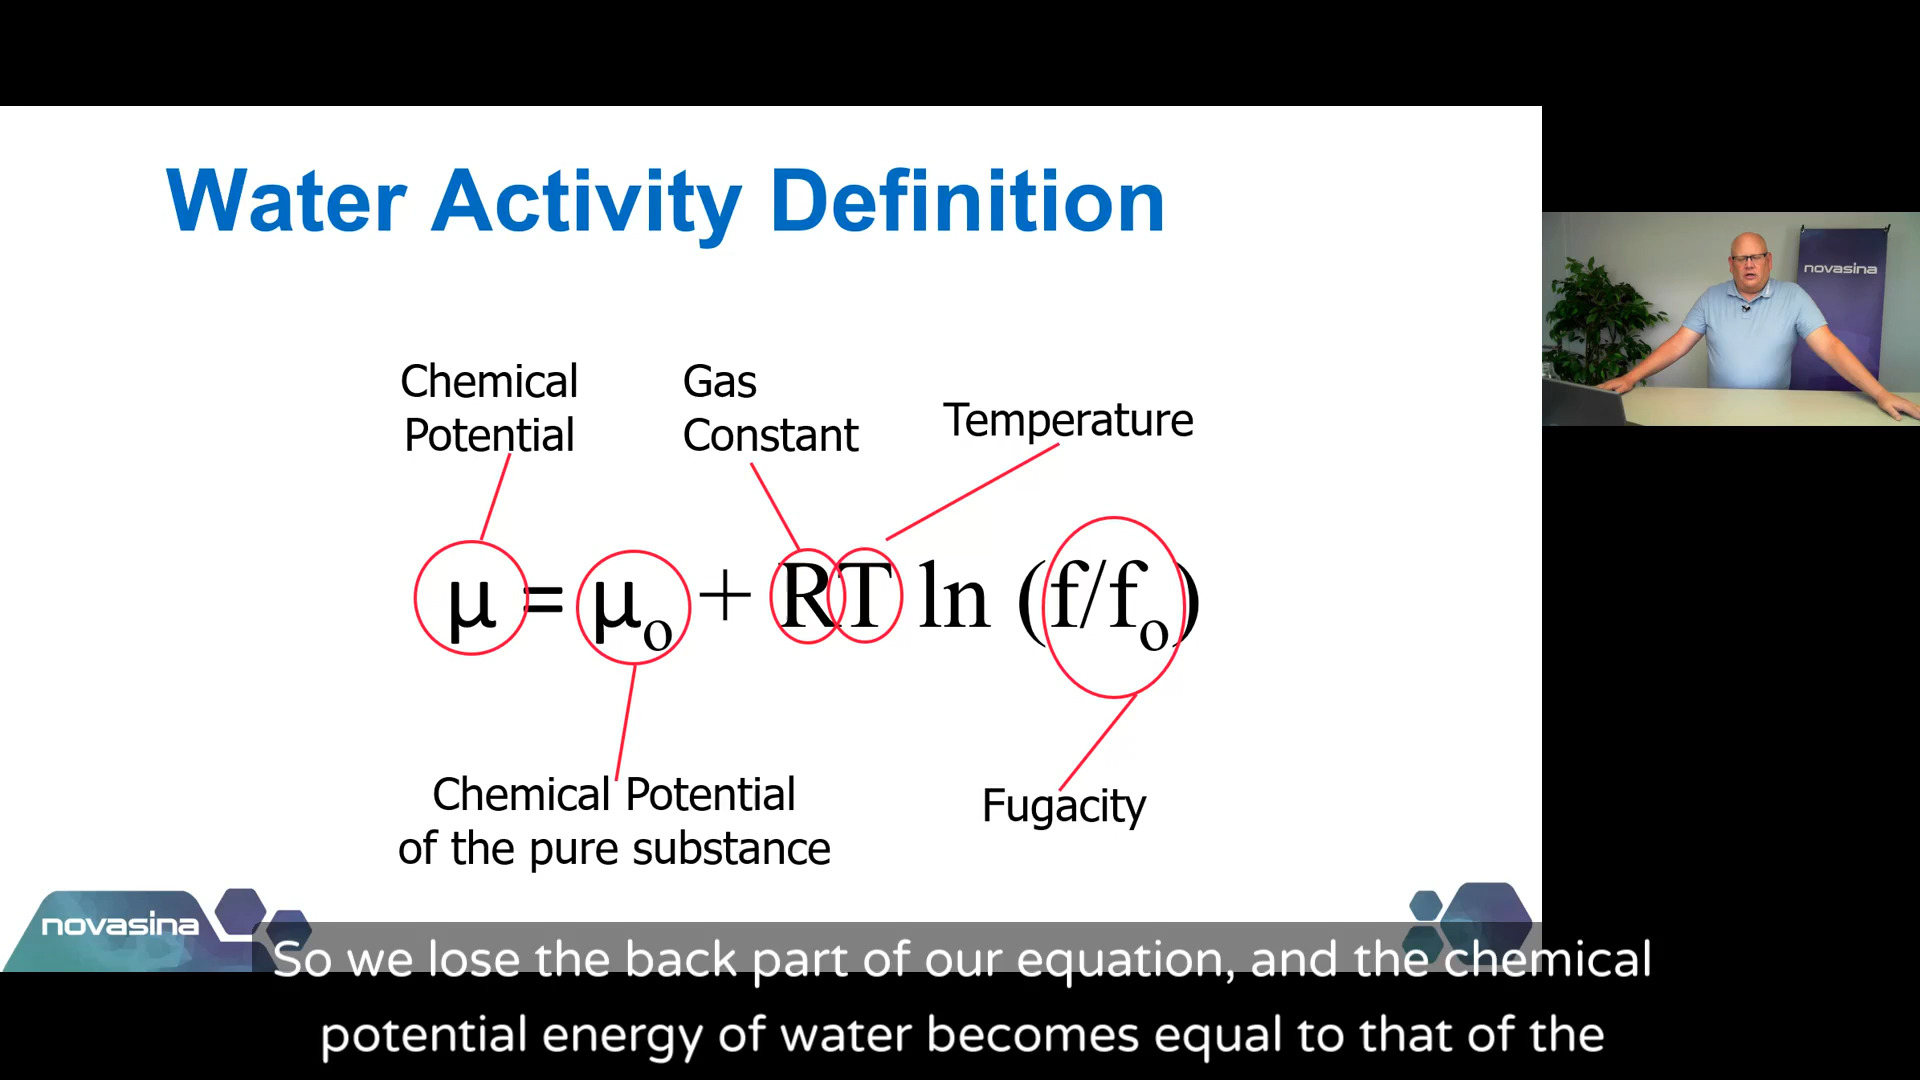 Water Activity Definition
Chemical
Potential
Gas
Constant
Temperature
μ = μo + RT ln (f/fo)
Chemical Potential
of the pure substance
Fugacity
novasina
novasina
So we lose the back part of our equation, and the chemical
potential energy of water becomes equal to that of the